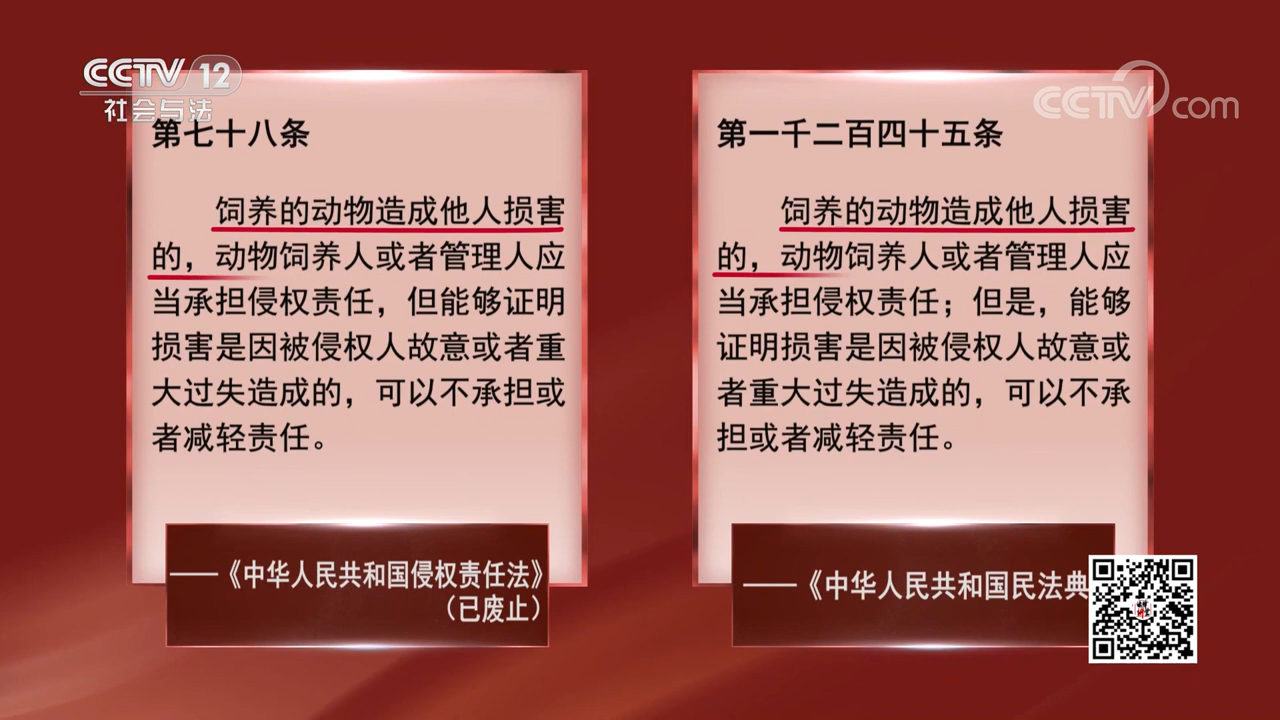 CCTV 12
社会与法
CCTV.com
第七十八条
饲养的动物造成他人损害
的，动物饲养人或者管理人应
当承担侵权责任，但能够证明
损害是因被侵权人故意或者重
大过失造成的，可以不承担或
者减轻责任。
——《中华人民共和国侵权责任法》
（已废止）
第一千二百四十五条
饲养的动物造成他人损害
的，动物饲养人或者管理人应
当承担侵权责任；但是，能够
证明损害是因被侵权人故意或
者重大过失造成的，可以不承
担或者减轻责任。
——《中华人民共和国民法典